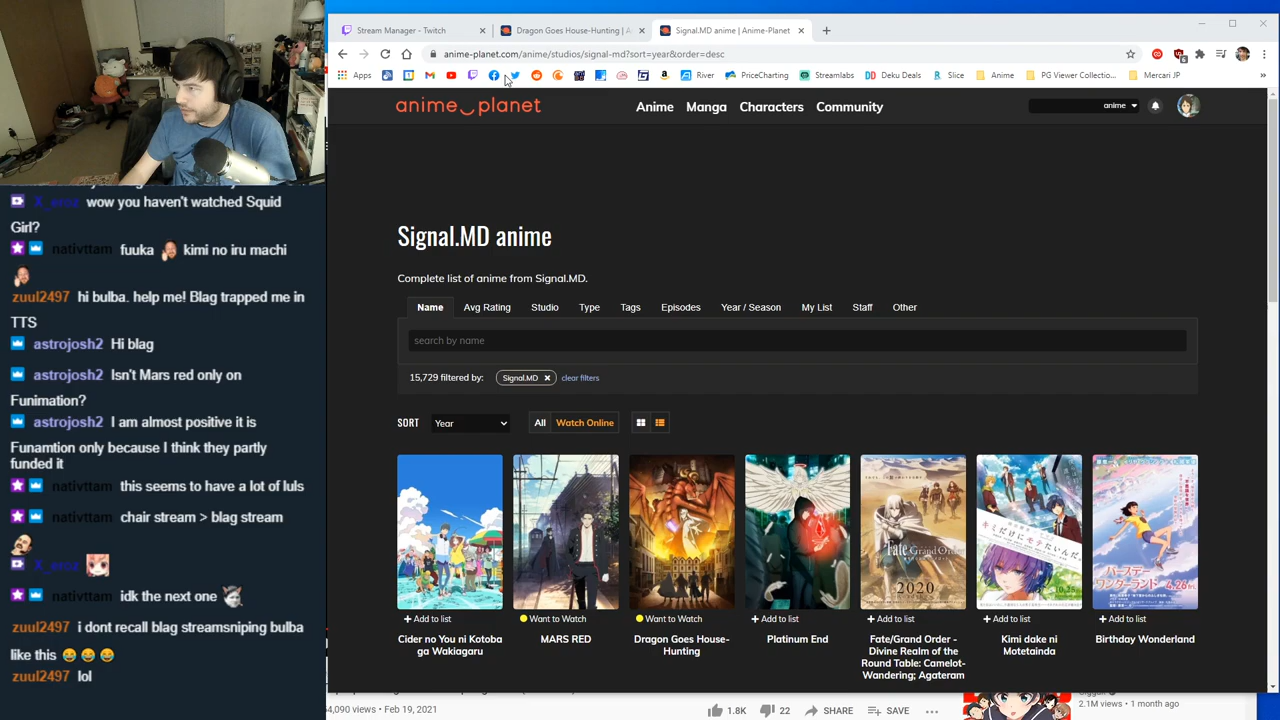 Stream Manager - Twitch
Dragon Goes House-Hunting | A
Signal.MD anime | Anime-Planet
anime-planet.com/anime/studios/signal-md?sort=year&order=desc
Apps
River
PriceCharting
Streamlabs
Deku Deals
Slice
Anime
PG Viewer Collectio...
Mercari JP
anime planet
Anime
Manga
Characters
Community
anime
Signal.MD anime
Complete list of anime from Signal.MD.
Name
Avg Rating
Studio
Type
Tags
Episodes
Year / Season
My List
Staff
Other
search by name
15,729 filtered by:
Signal.MD ×
clear filters
SORT
Year
All
Watch Online
+ Add to list
Want to Watch
Want to Watch
+ Add to list
+ Add to list
+ Add to list
+ Add to list
Cider no You ni Kotoba
ga Wakiagaru
MARS RED
Dragon Goes House-
Hunting
Platinum End
Fate/Grand Order -
Divine Realm of the
Round Table: Camelot-
Wandering; Agateram
Kimi dake ni
Motetainda
Birthday Wonderland
Fate Grand Order
2020
wow you haven't watched Squid
Girl?
nativttam fuuka kimi no iru machi
zuul2497 hi bulba. help me! Blag trapped me in
TTS
astrojosh2 Hi blag
astrojosh2 Isn't Mars red only on
Funimation?
astrojosh2 I am almost positive it is
Funamtion only because I think they partly
funded it
nativttam this seems to have a lot of luls
nativttam chair stream > blag stream
nativttam idk the next one
zuul2497 i dont recall blag streamsniping bulba
like this 😂 😂 😂
zuul2497 lol
4,090 views • Feb 19, 2021
1.8K
22
SHARE
SAVE
2.1M views • 1 month ago